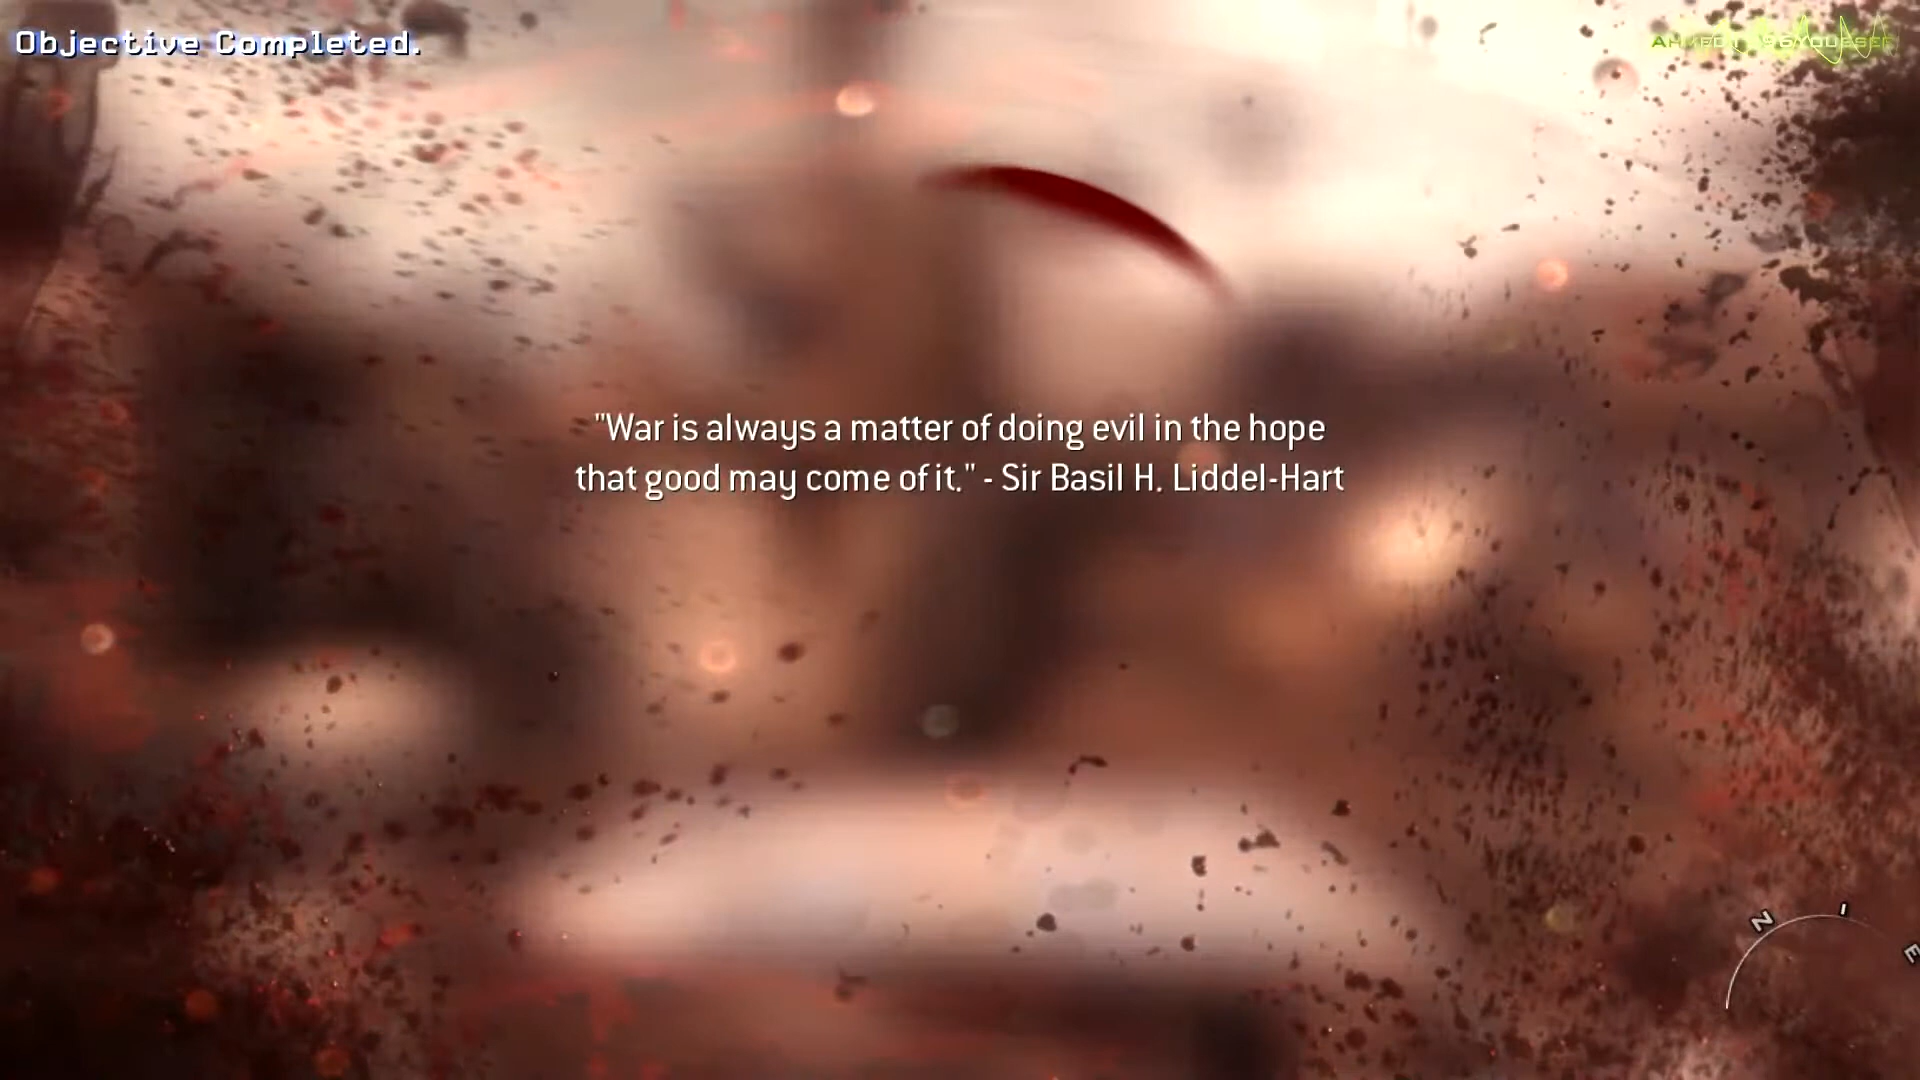 Objective Completed.
"War is always a matter of doing evil in the hope
that good may come of it." - Sir Basil H. Liddel-Hart
N
E